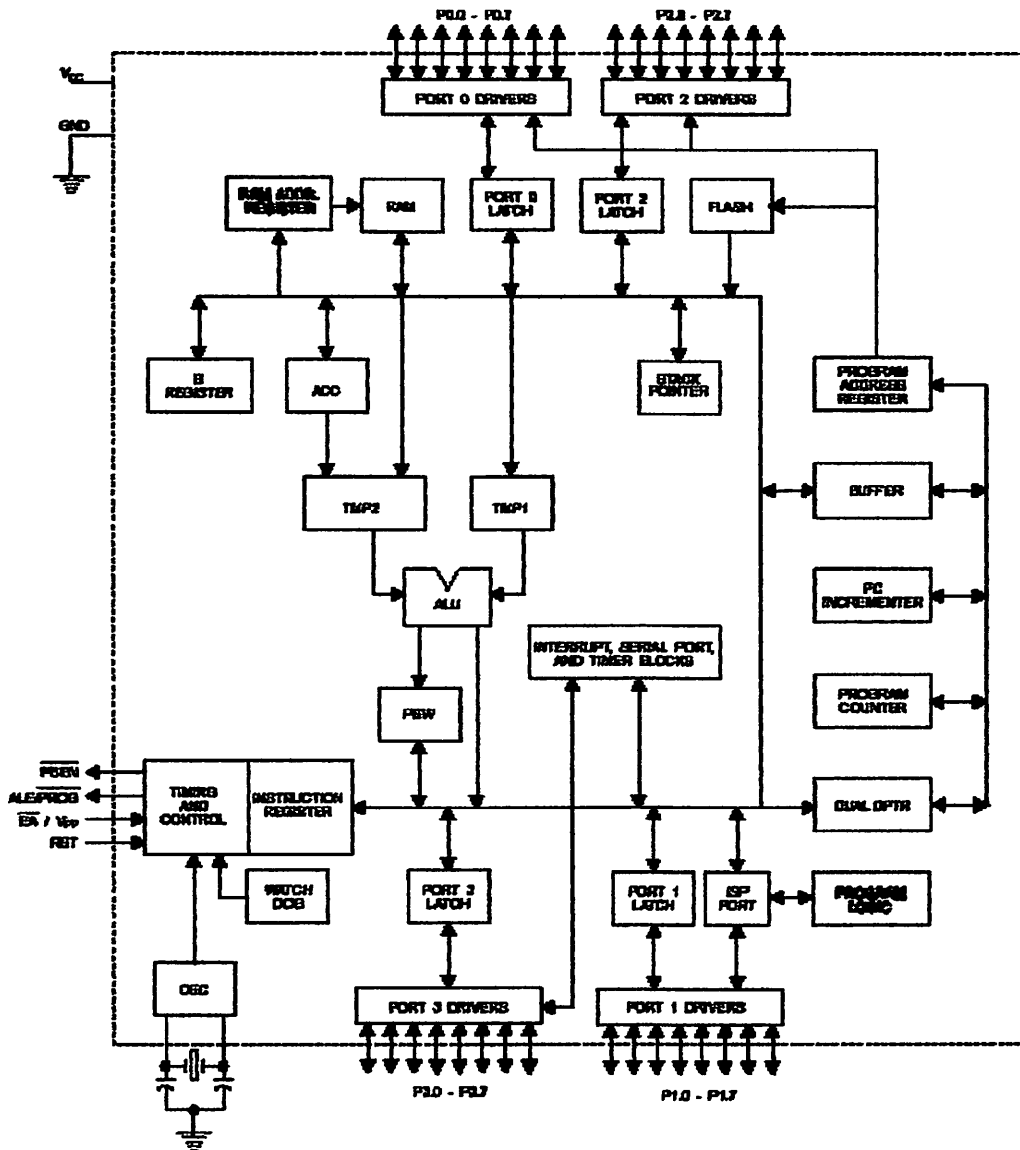 P0.0 - P0.7
P2.0 - P2.7
VCC
PORT 0 DRIVERS
PORT 2 DRIVERS
GND
RAM ADDR.
REGISTER
RAM
PORT 0
LATCH
PORT 2
LATCH
FLASH
B
REGISTER
ACC
STACK
POINTER
PROGRAM
ADDRESS
REGISTER
BUFFER
TMP2
TMP1
ALU
PC
INCREMENTER
INTERRUPT, SERIAL PORT,
AND TIMER BLOCKS
PROGRAM
COUNTER
PSW
PSEN
ALE/PROG
EA / VPP
RST
TIMING
AND
CONTROL
INSTRUCTION
REGISTER
DUAL DPTR
WATCH
DOG
PORT 3
LATCH
PORT 1
LATCH
ISP
PORT
PROGRAM
LOGIC
OSC
PORT 3 DRIVERS
PORT 1 DRIVERS
P3.0 - P3.7
P1.0 - P1.7